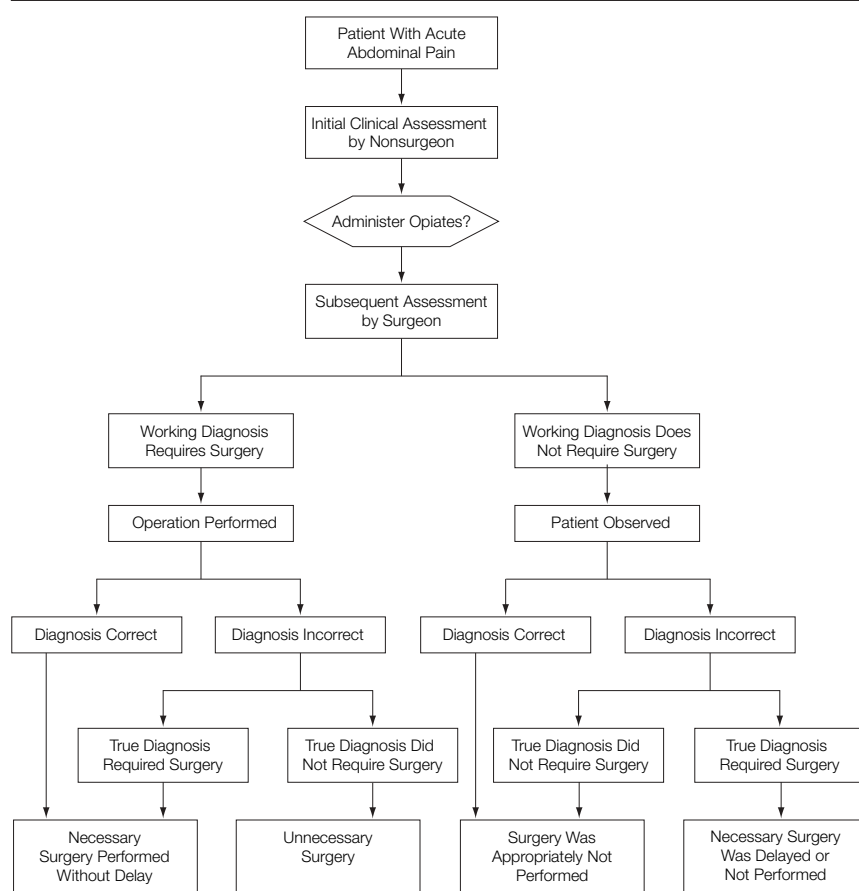 Patient With Acute
Abdominal Pain
Initial Clinical Assessment
by Nonsurgeon
Administer Opiates?
Subsequent Assessment
by Surgeon
Working Diagnosis
Requires Surgery
Working Diagnosis Does
Not Require Surgery
Operation Performed
Patient Observed
Diagnosis Correct
Diagnosis Incorrect
Diagnosis Correct
Diagnosis Incorrect
True Diagnosis
Required Surgery
True Diagnosis Did
Not Require Surgery
True Diagnosis Did
Not Require Surgery
True Diagnosis
Required Surgery
Necessary
Surgery Performed
Without Delay
Unnecessary
Surgery
Surgery Was
Appropriately Not
Performed
Necessary Surgery
Was Delayed or
Not Performed